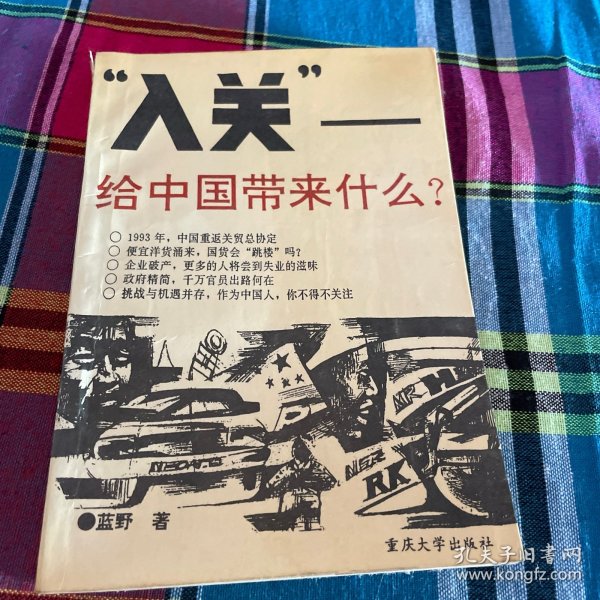 “入关”——
给中国带来什么？
○ 1993 年，中国重返关贸总协定
○ 便宜洋货涌来，国货会“跳楼”吗？
○ 企业破产，更多的人将尝到失业的滋味
○ 政府精简，千万官员出路何在
○ 挑战与机遇并存，作为中国人，你不得不关注
RK
●蓝野 著
重庆大学出版社
孔夫子旧书网
www.kongfz.com